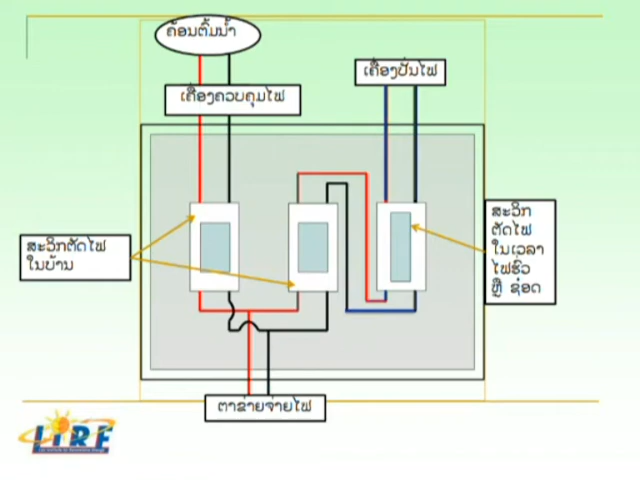 ຄ້ອນຕົ້ມນ້ຳ
ເຄື່ອງປັ່ນໄຟ
ເຄື່ອງຄວບຄຸມໄຟ
ສະວິກຕັດໄຟ
ໃນບ້ານ
ສະວິກ
ຕັດໄຟ
ໃນເວລາ
ໄຟຮົ່ວ
ຫຼື ຊ໋ອດ
ຕາຂ່າຍຈ່າຍໄຟ
LIRE